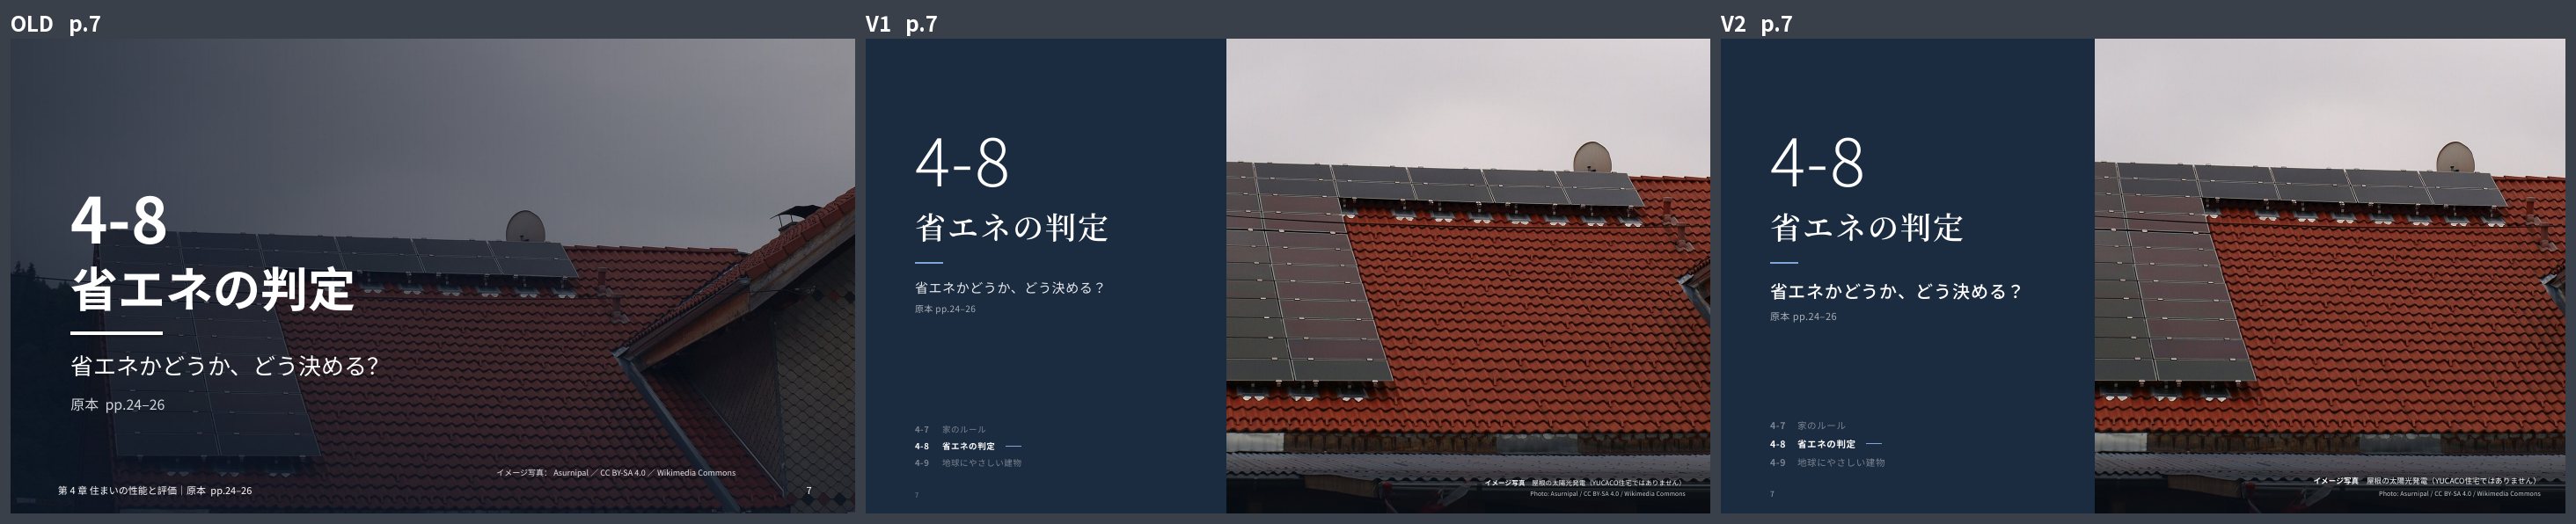 OLD p.7
4-8
省エネの判定
省エネかどうか、どう決める？
原本 pp.24–26
イメージ写真： Asurnipal ／ CC BY-SA 4.0 ／ Wikimedia Commons
第４章 住まいの性能と評価｜原本 pp.24–26
7
V1 p.7
4-8
省エネの判定
省エネかどうか、どう決める？
原本 pp.24–26
4-7 家のルール
4-8 省エネの判定
4-9 地球にやさしい建物
7
イメージ写真 屋根の太陽光発電（YUCACO住宅ではありません）
Photo: Asurnipal / CC BY-SA 4.0 / Wikimedia Commons
V2 p.7
4-8
省エネの判定
省エネかどうか、どう決める？
原本 pp.24–26
4-7 家のルール
4-8 省エネの判定
4-9 地球にやさしい建物
7
イメージ写真 屋根の太陽光発電（YUCACO住宅ではありません）
Photo: Asurnipal / CC BY-SA 4.0 / Wikimedia Commons